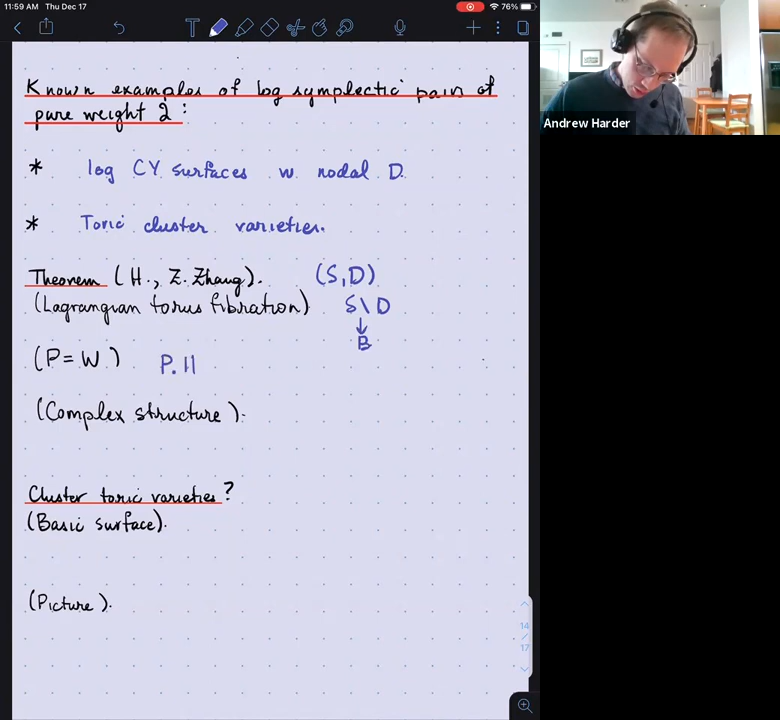 11:59 AM Thu Dec 17
76%
Known examples of log symplectic pairs of
pure weight 2:
* log CY surfaces w nodal D.
* Toric cluster varieties.
Theorem (H., Z. Zhang). (S,D)
(Lagrangian torus fibration) S\D
↓
B
(P=W) P.11
(Complex structure).
Cluster toric varieties?
(Basic surface).
(Picture).
14
/
17
Andrew Harder